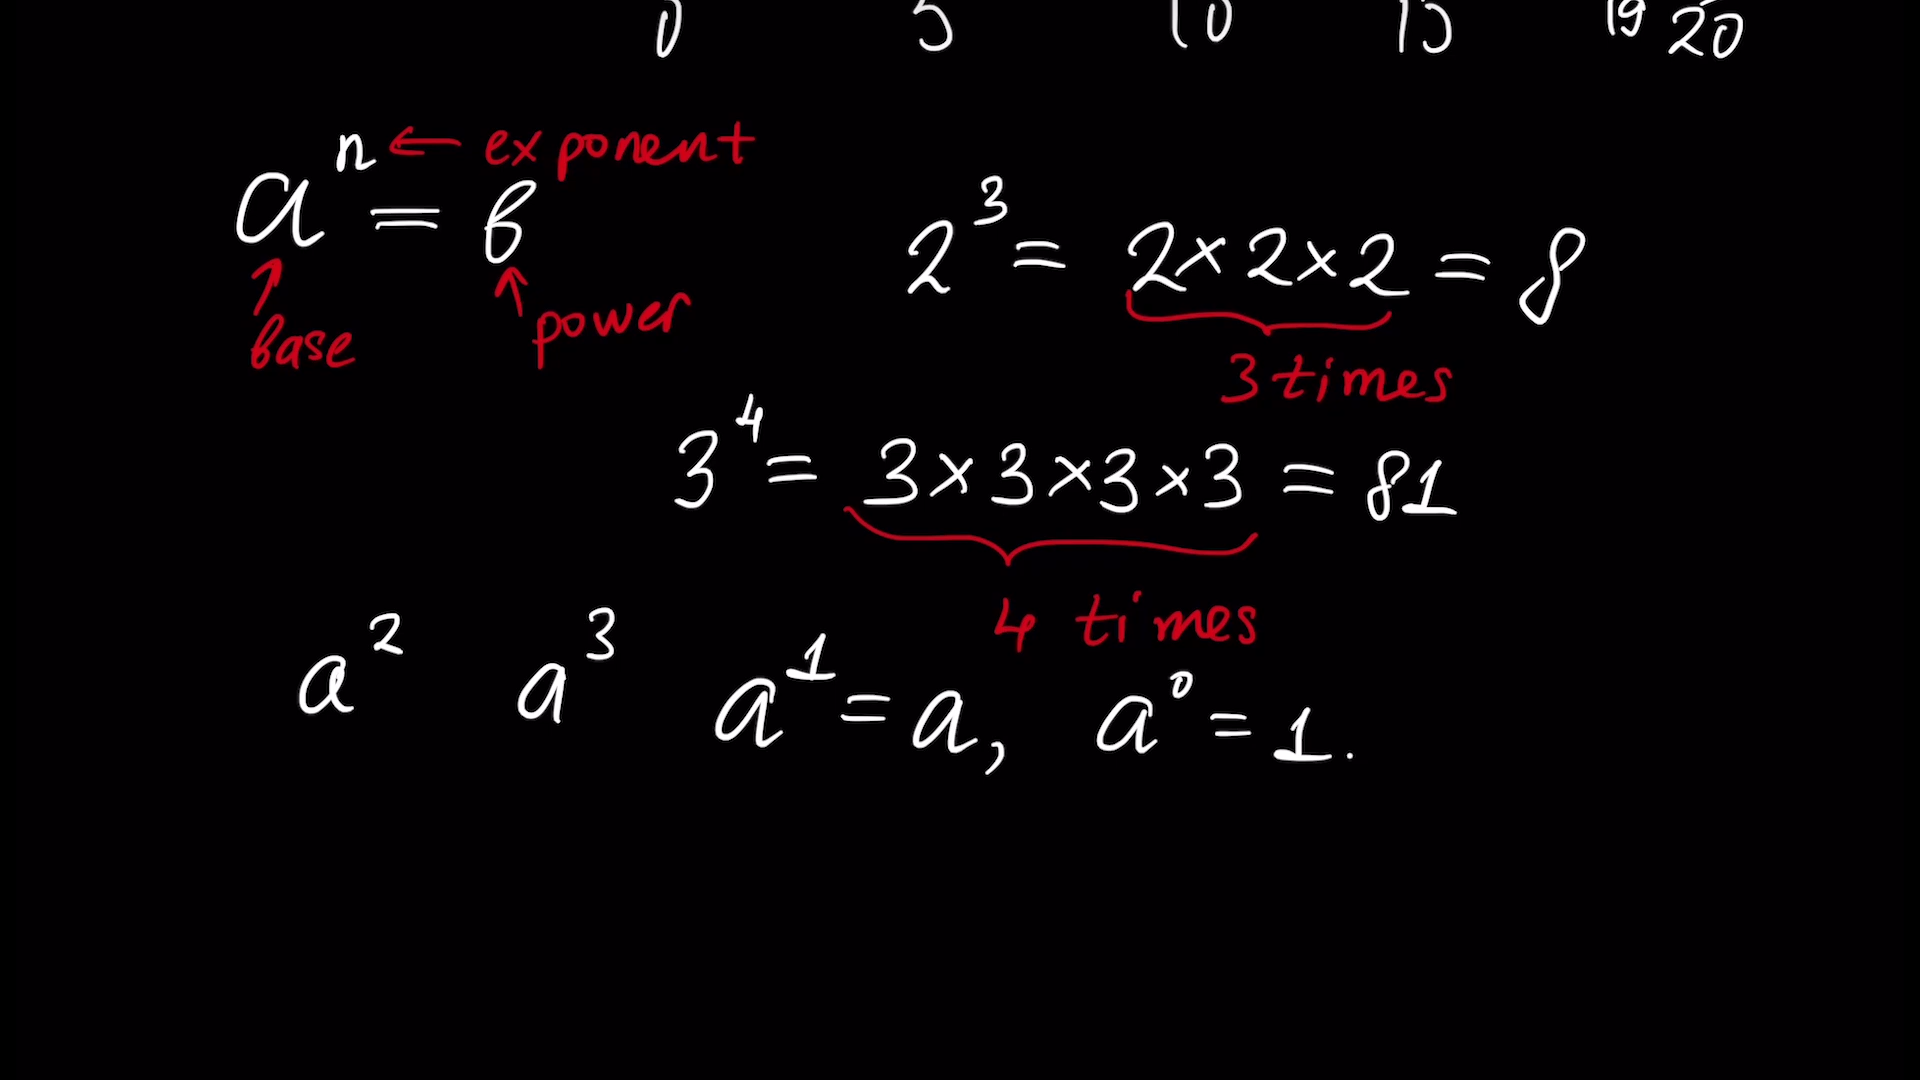 0 5 10 15 19 20
aⁿ ← exponent
= b
base
power
2³ = 2×2×2 = 8
3 times
3⁴ = 3×3×3×3 = 81
4 times
a² a³ a¹ = a, a⁰ = 1.